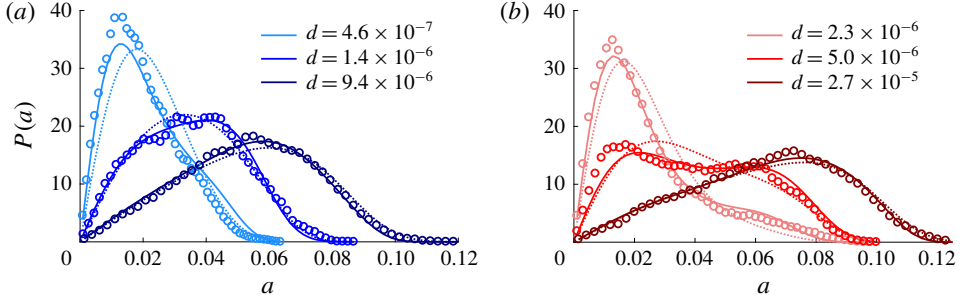 (a)
40
30
20
10
P(a)
d = 4.6 × 10⁻⁷
d = 1.4 × 10⁻⁶
d = 9.4 × 10⁻⁶
0 0.02 0.04 0.06 0.08 0.10 0.12
a
(b)
40
30
20
10
d = 2.3 × 10⁻⁶
d = 5.0 × 10⁻⁶
d = 2.7 × 10⁻⁵
0 0.02 0.04 0.06 0.08 0.10 0.12
a